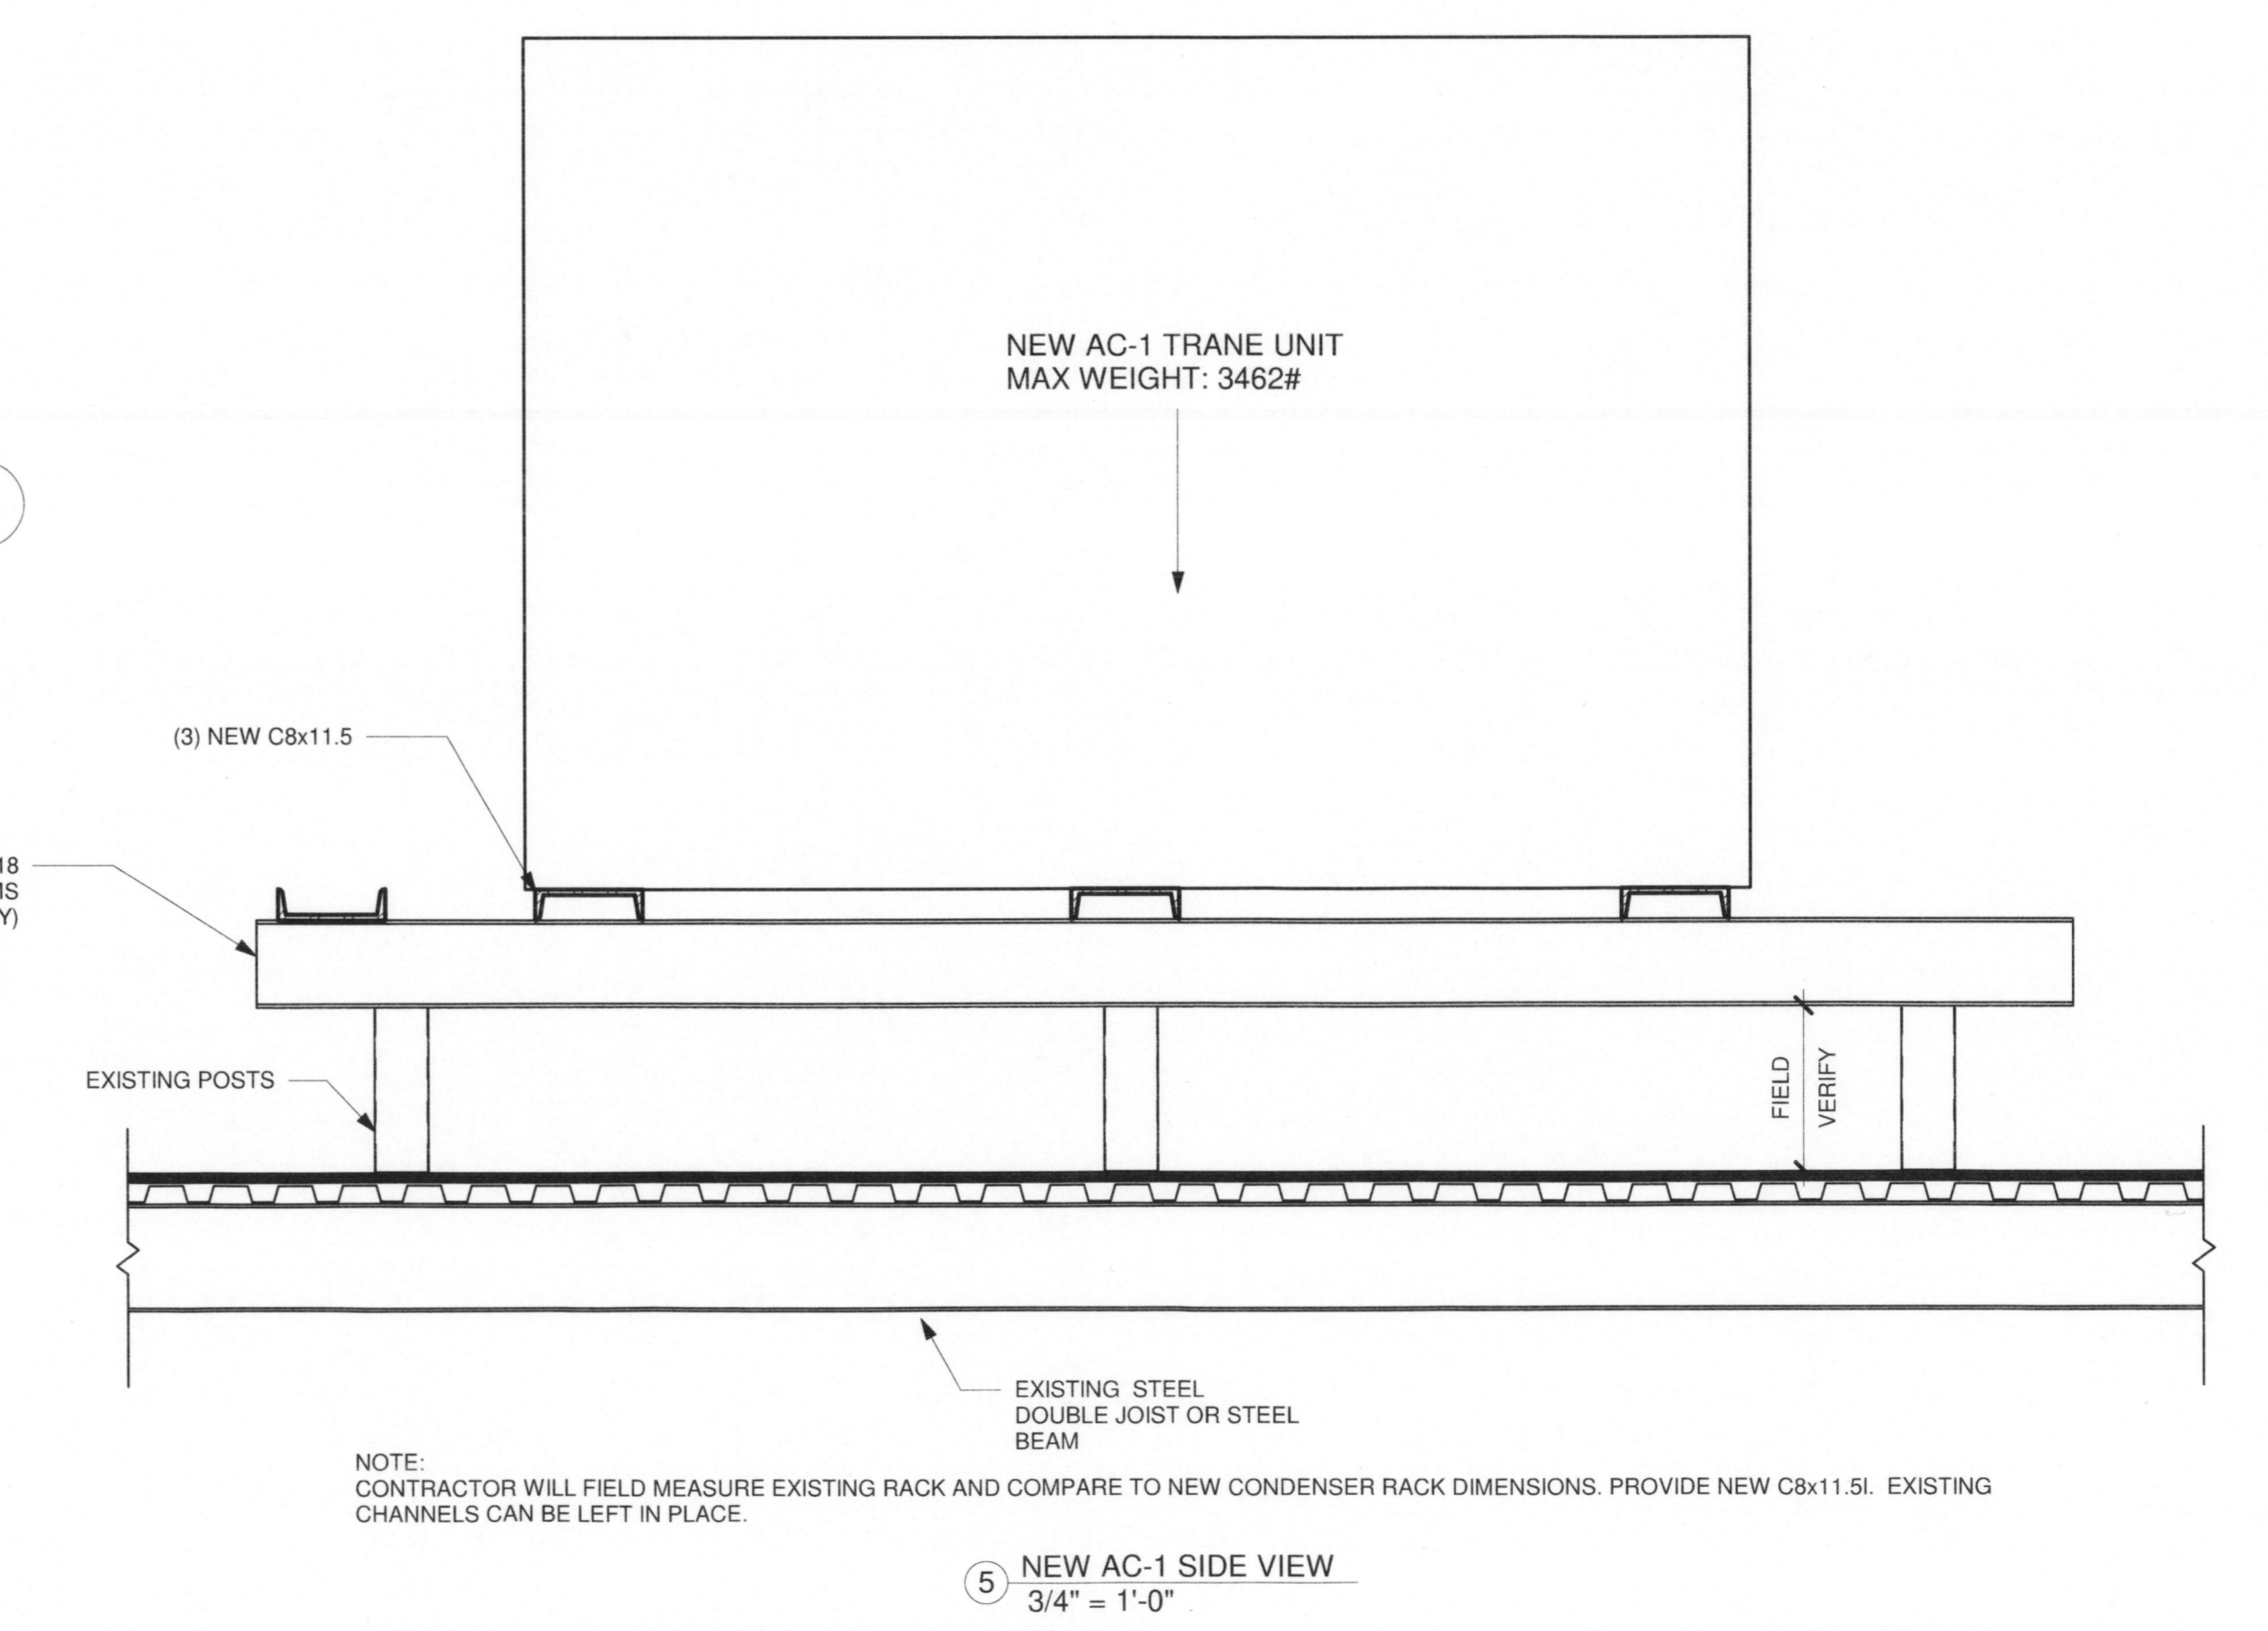 NEW AC-1 TRANE UNIT
MAX WEIGHT: 3462#
(3) NEW C8x11.5
18
Y)
EXISTING POSTS
FIELD
VERIFY
EXISTING STEEL
DOUBLE JOIST OR STEEL
BEAM
NOTE:
CONTRACTOR WILL FIELD MEASURE EXISTING RACK AND COMPARE TO NEW CONDENSER RACK DIMENSIONS. PROVIDE NEW C8x11.5l. EXISTING
CHANNELS CAN BE LEFT IN PLACE.
5 NEW AC-1 SIDE VIEW
3/4" = 1'-0"